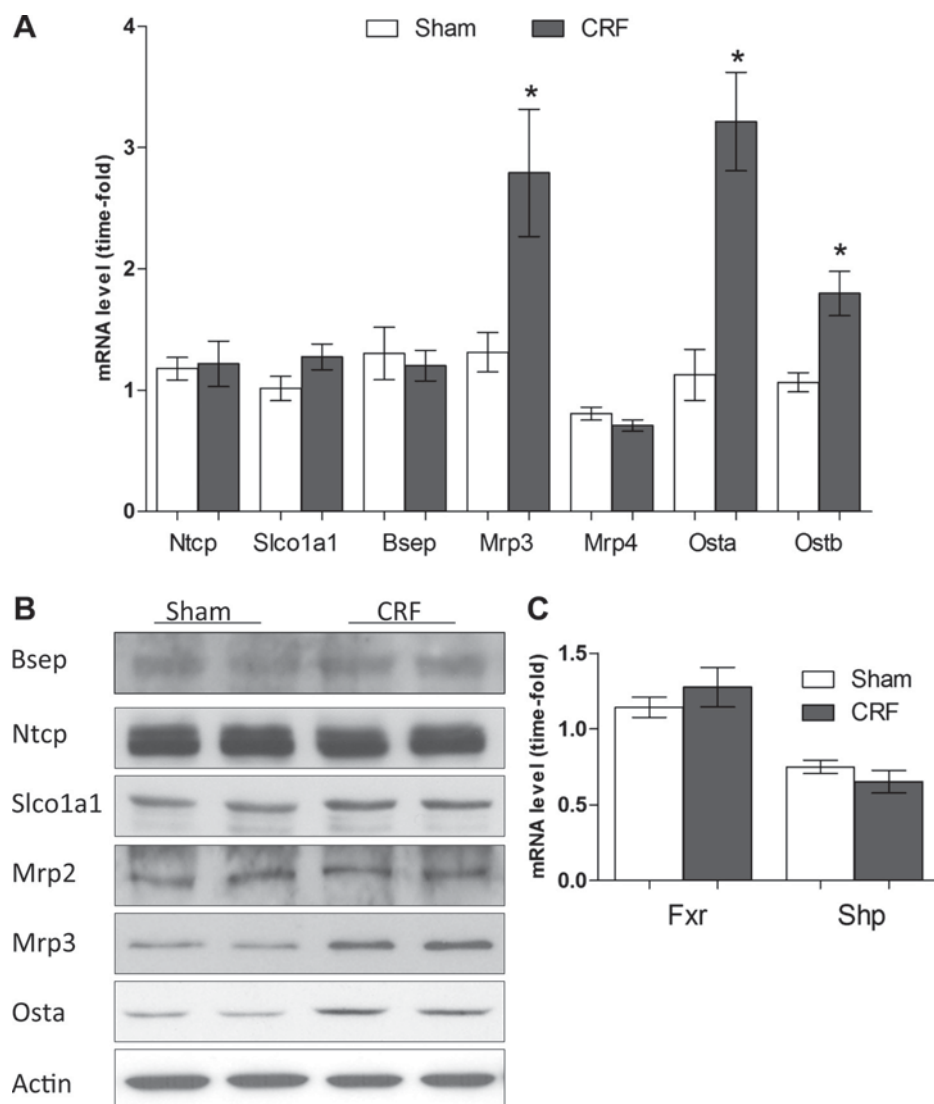 A
Sham CRF
mRNA level (time-fold)
4
3
2
1
0
*
*
*
Ntcp Slco1a1 Bsep Mrp3 Mrp4 Osta Ostb
B
Sham CRF
Bsep
Ntcp
Slco1a1
Mrp2
Mrp3
Osta
Actin
C
mRNA level (time-fold)
1.5
1.0
0.5
0.0
Sham
CRF
Fxr Shp